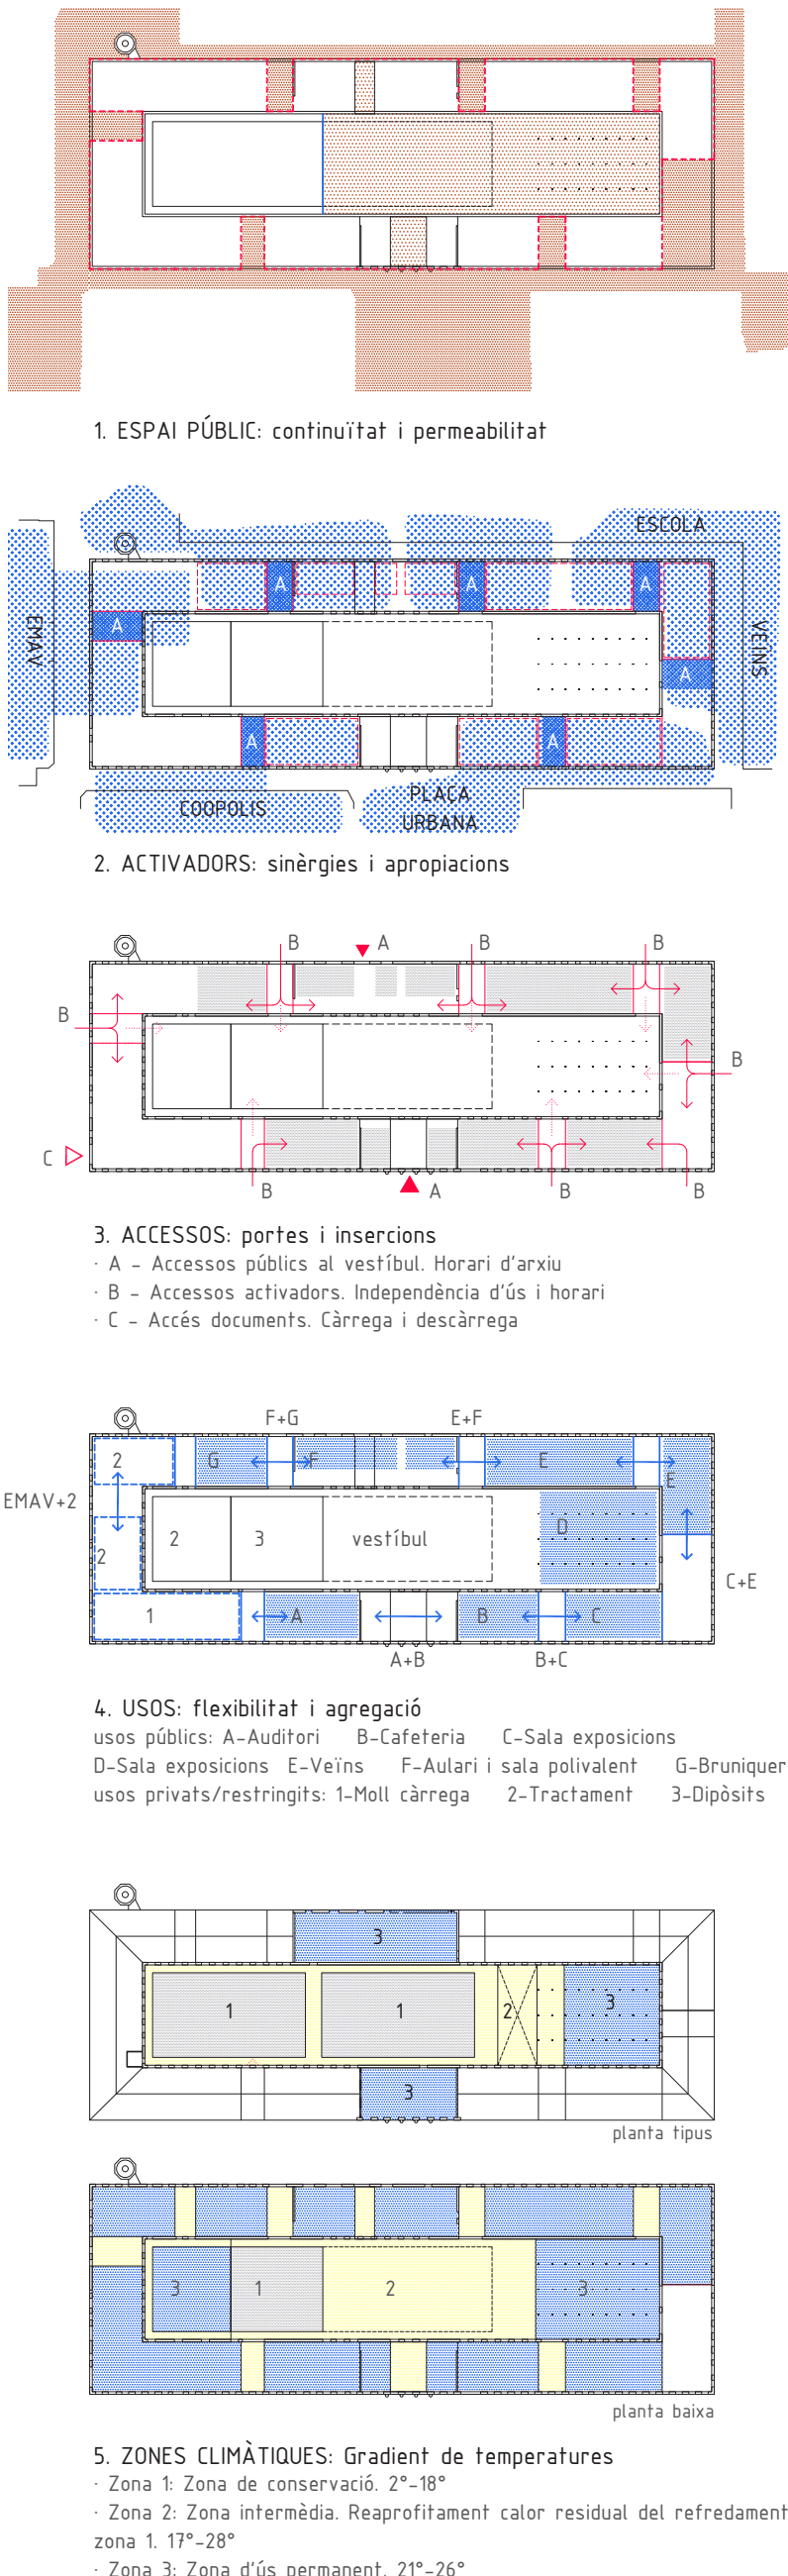 1. ESPAI PÚBLIC: continuïtat i permeabilitat
ESCOLA
A A A
EMAV
A
VEÏNS
A
A A
COOPOLIS
PLAÇA
URBANA
2. ACTIVADORS: sinèrgies i apropiacions
B A B B
B
B
C
B A B B
3. ACCESSOS: portes i insercions
· A - Accessos públics al vestíbul. Horari d'arxiu
· B - Accessos activadors. Independència d'ús i horari
· C - Accés documents. Càrrega i descàrrega
F+G E+F
2 G F E
E
EMAV+2
2 3 vestíbul D
2
C+E
1 A B C
A+B B+C
4. USOS: flexibilitat i agregació
usos públics: A-Auditori B-Cafeteria C-Sala exposicions
D-Sala exposicions E-Veïns F-Aulari i sala polivalent G-Bruniquer
usos privats/restringits: 1-Moll càrrega 2-Tractament 3-Dipòsits
3
1 1 2 3
3
planta tipus
3 1 2 3
planta baixa
5. ZONES CLIMÀTIQUES: Gradient de temperatures
· Zona 1: Zona de conservació. 2°-18°
· Zona 2: Zona intermèdia. Reaprofitament calor residual del refredament
zona 1. 17°-28°
· Zona 3: Zona d'ús permanent. 21°-26°